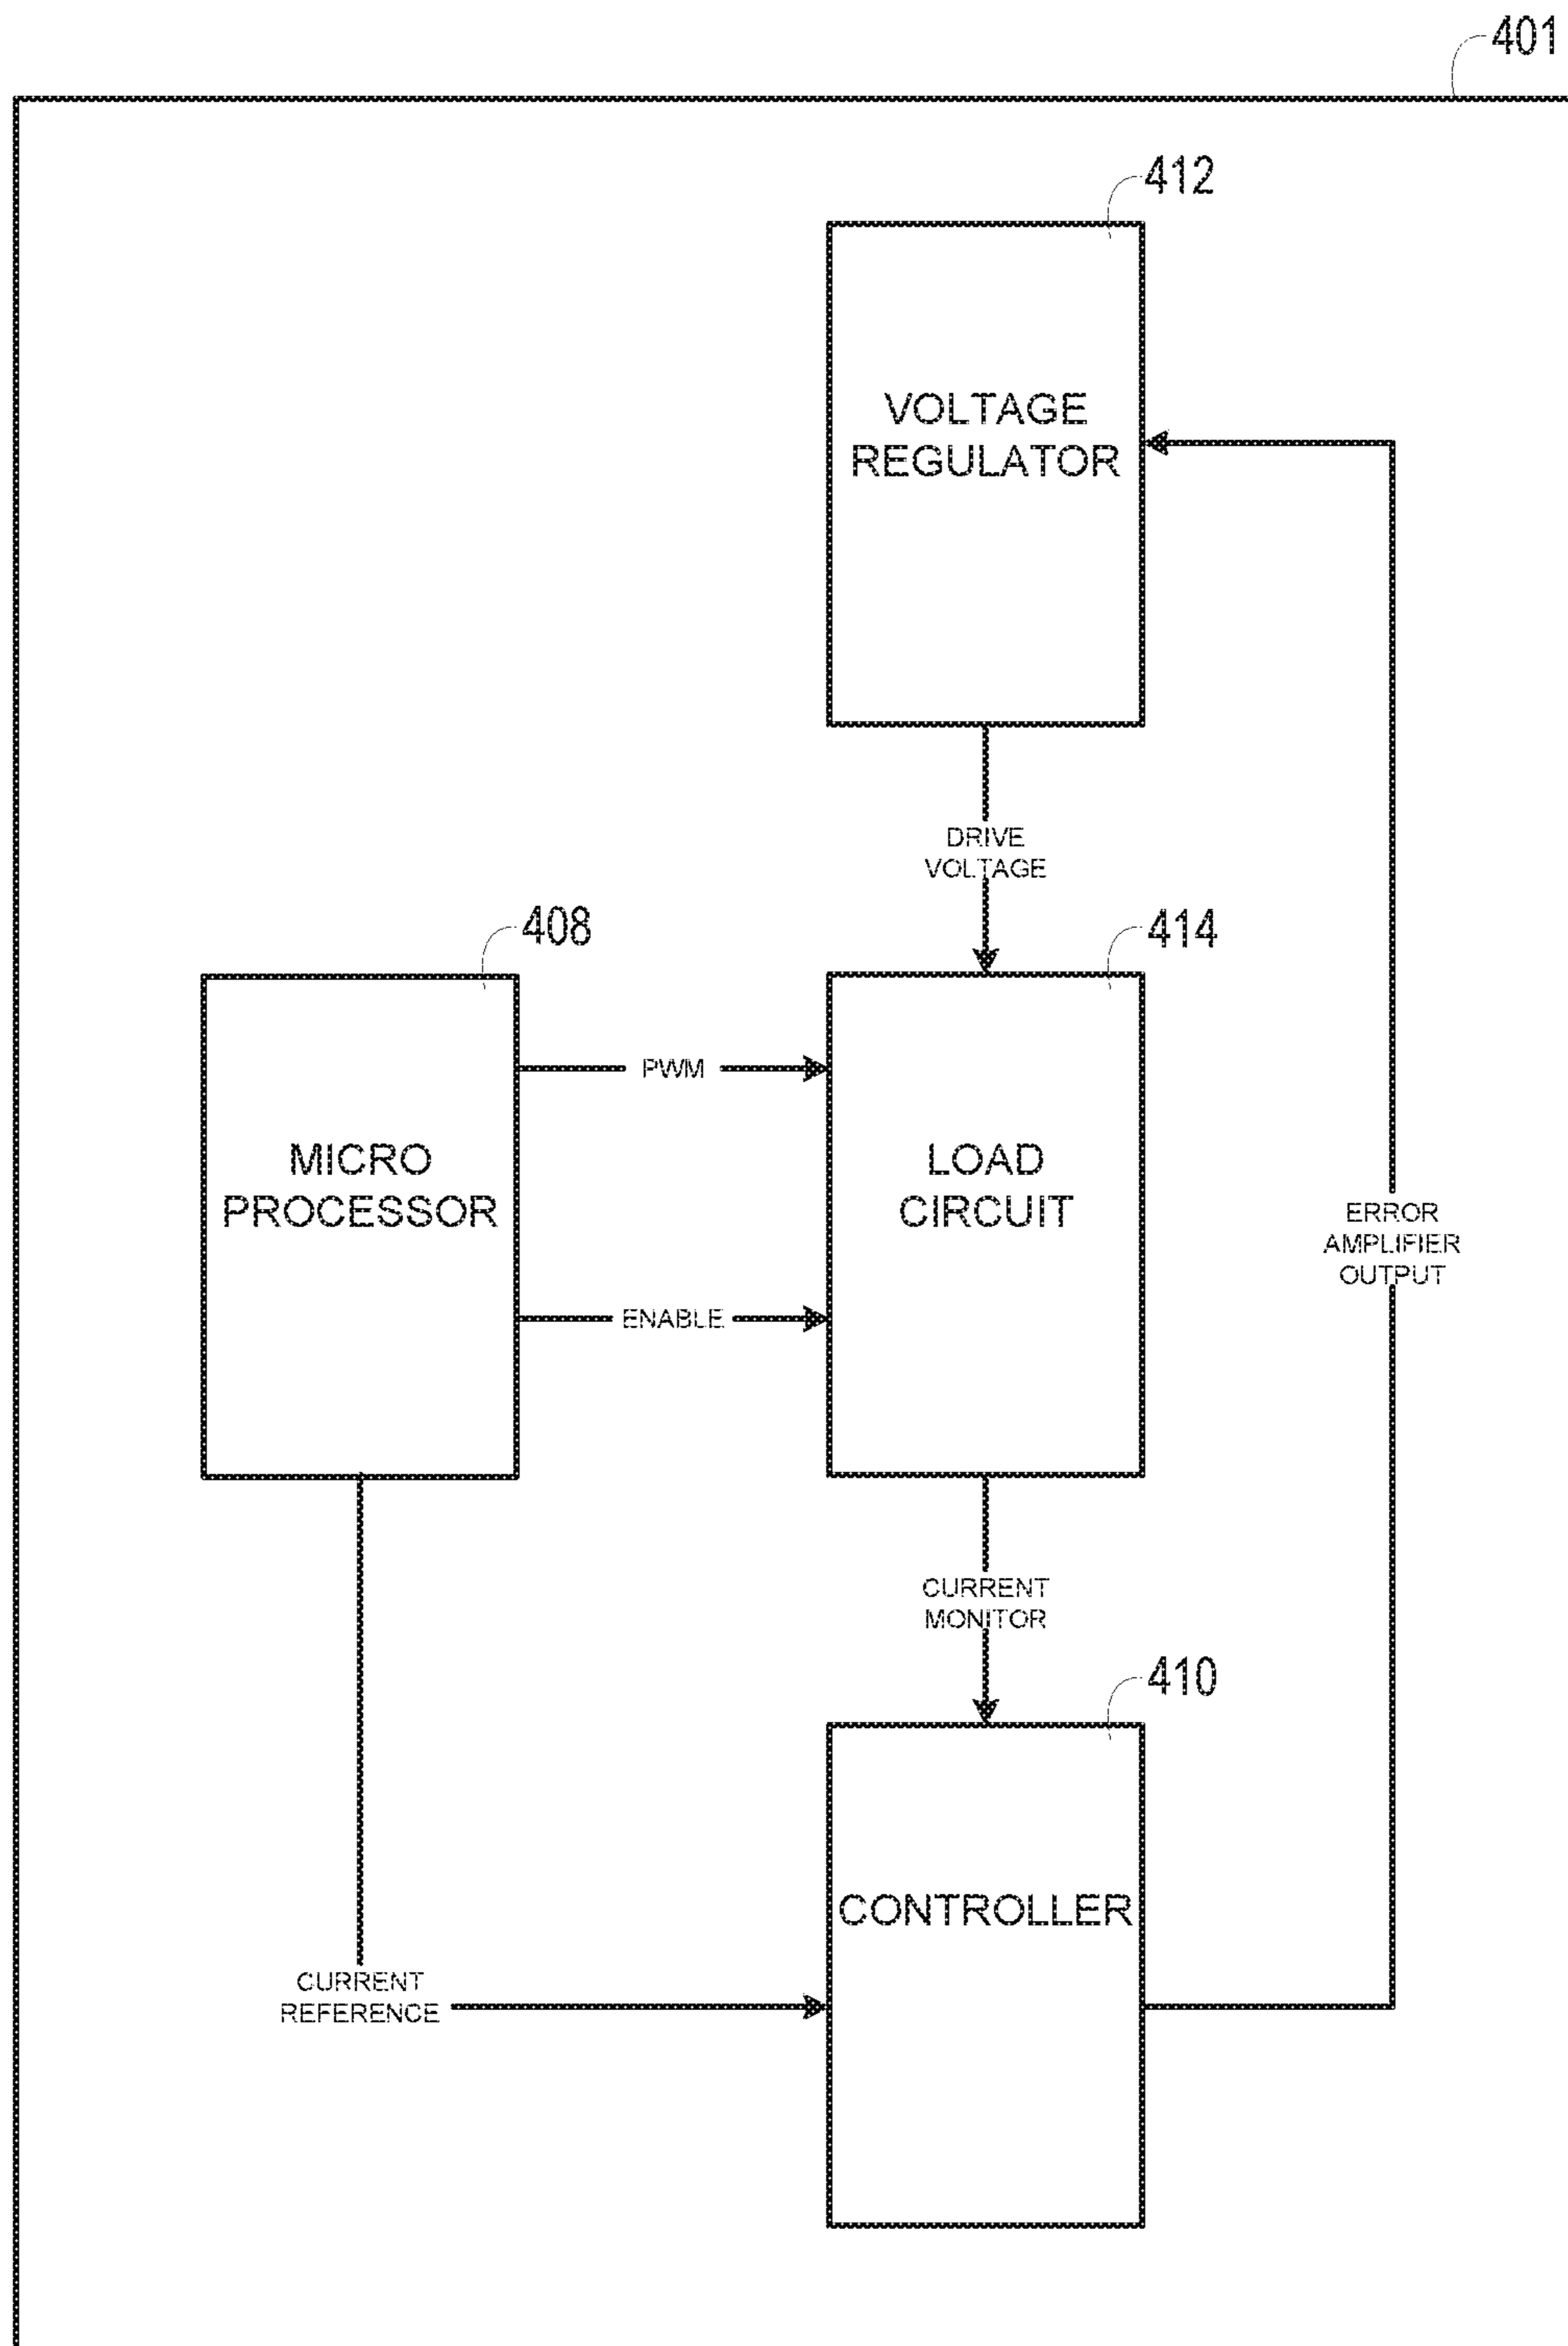 401
412
VOLTAGE
REGULATOR
DRIVE
VOLTAGE
408
414
PWM
MICRO
PROCESSOR
LOAD
CIRCUIT
ERROR
AMPLIFIER
OUTPUT
ENABLE
CURRENT
MONITOR
410
CONTROLLER
CURRENT
REFERENCE